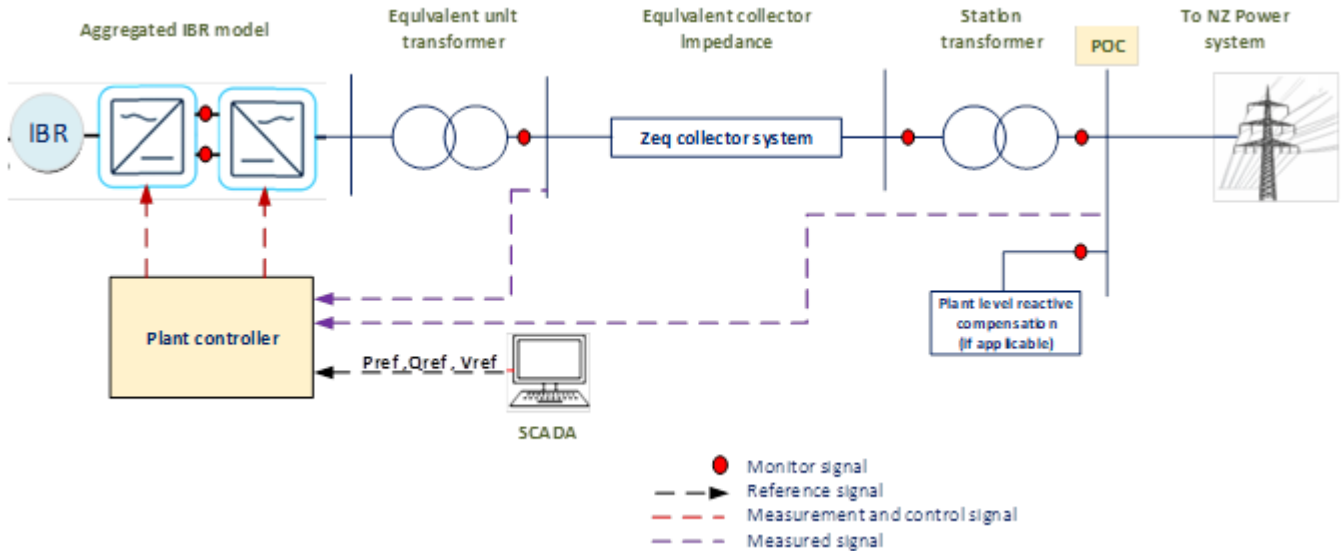 Aggregated IBR model
Equivalent unit
transformer
Equivalent collector
Impedance
Station
transformer
POC
To NZ Power
system
IBR
Zeq collector system
Plant controller
Pref ,Qref , Vref
SCADA
Plant level reactive
compensation
(if applicable)
Monitor signal
Reference signal
Measurement and control signal
Measured signal